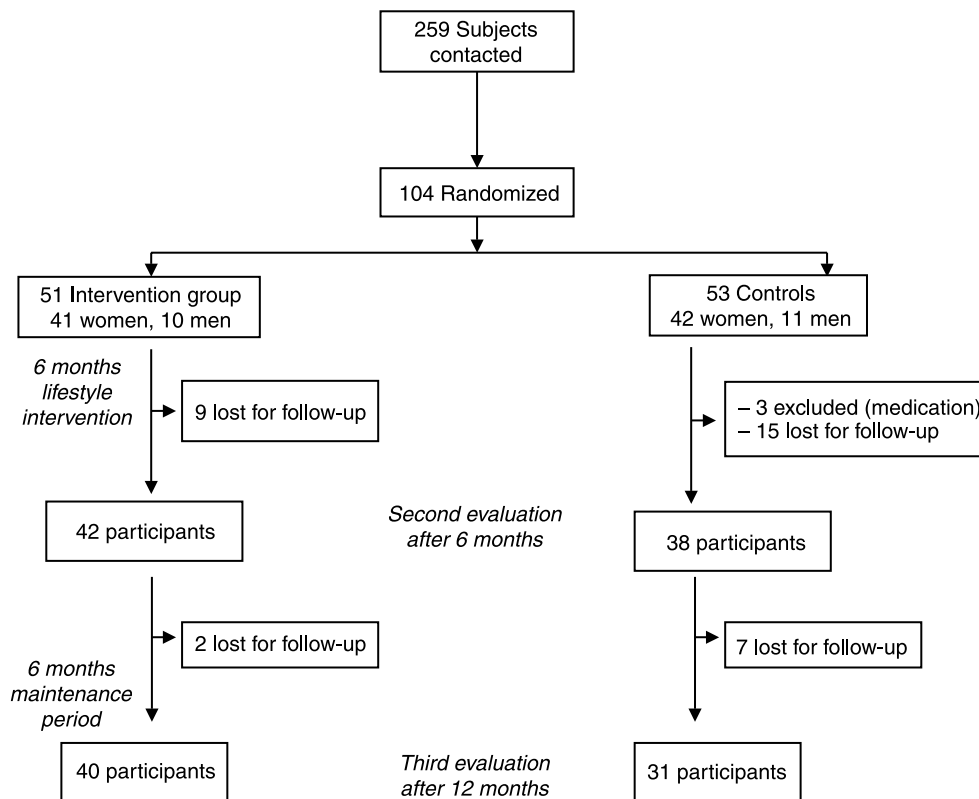 259 Subjects
contacted
104 Randomized
51 Intervention group
41 women, 10 men
53 Controls
42 women, 11 men
6 months
lifestyle
intervention
9 lost for follow-up
– 3 excluded (medication)
– 15 lost for follow-up
42 participants
Second evaluation
after 6 months
38 participants
2 lost for follow-up
7 lost for follow-up
6 months
maintenance
period
40 participants
Third evaluation
after 12 months
31 participants